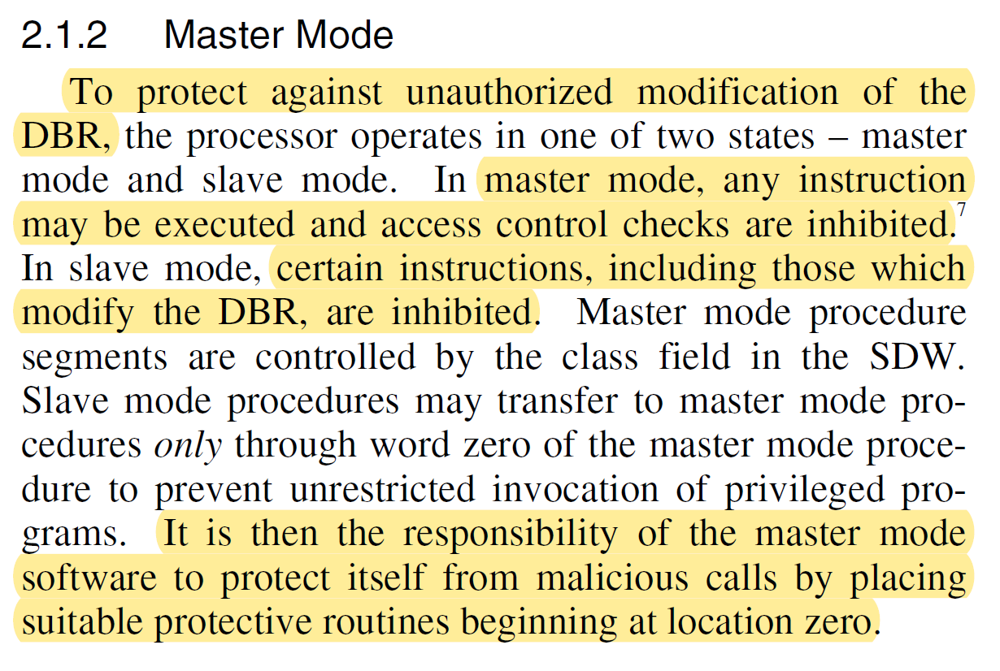 2.1.2 Master Mode
To protect against unauthorized modification of the
DBR, the processor operates in one of two states – master
mode and slave mode. In master mode, any instruction
may be executed and access control checks are inhibited.7
In slave mode, certain instructions, including those which
modify the DBR, are inhibited. Master mode procedure
segments are controlled by the class field in the SDW.
Slave mode procedures may transfer to master mode pro-
cedures only through word zero of the master mode proce-
dure to prevent unrestricted invocation of privileged pro-
grams. It is then the responsibility of the master mode
software to protect itself from malicious calls by placing
suitable protective routines beginning at location zero.